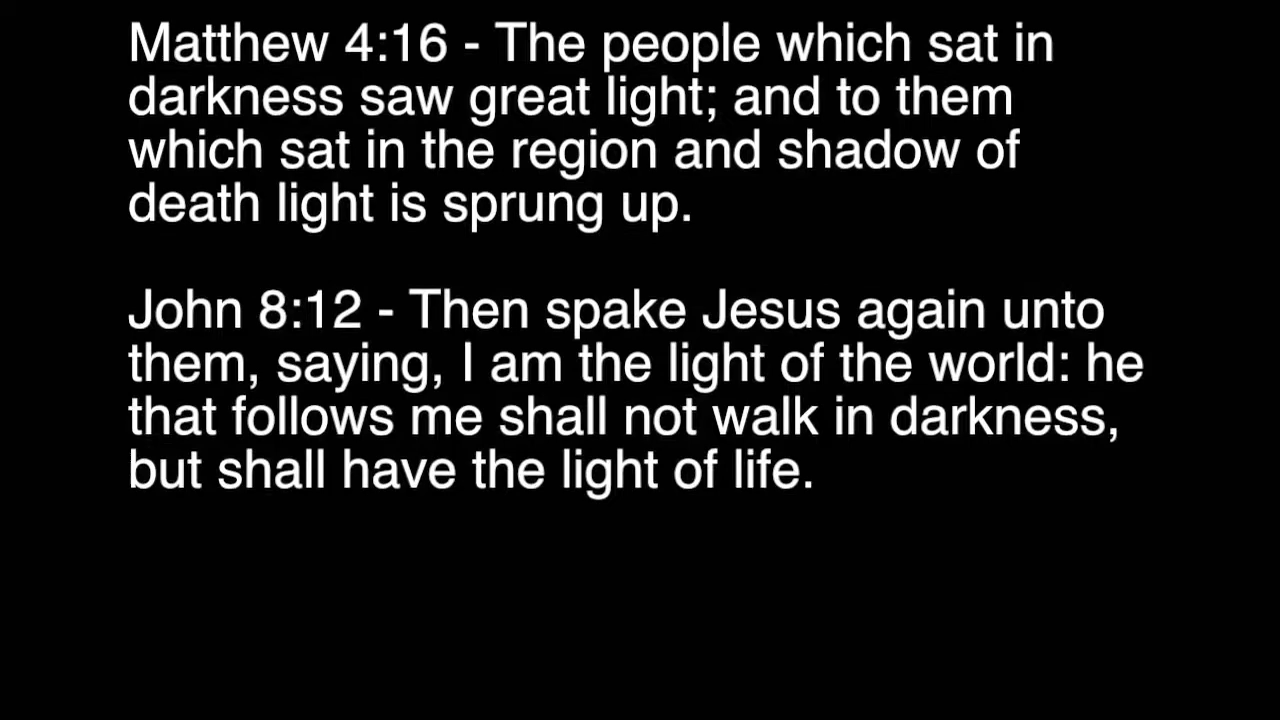 Matthew 4:16 - The people which sat in
darkness saw great light; and to them
which sat in the region and shadow of
death light is sprung up.
John 8:12 - Then spake Jesus again unto
them, saying, I am the light of the world: he
that follows me shall not walk in darkness,
but shall have the light of life.